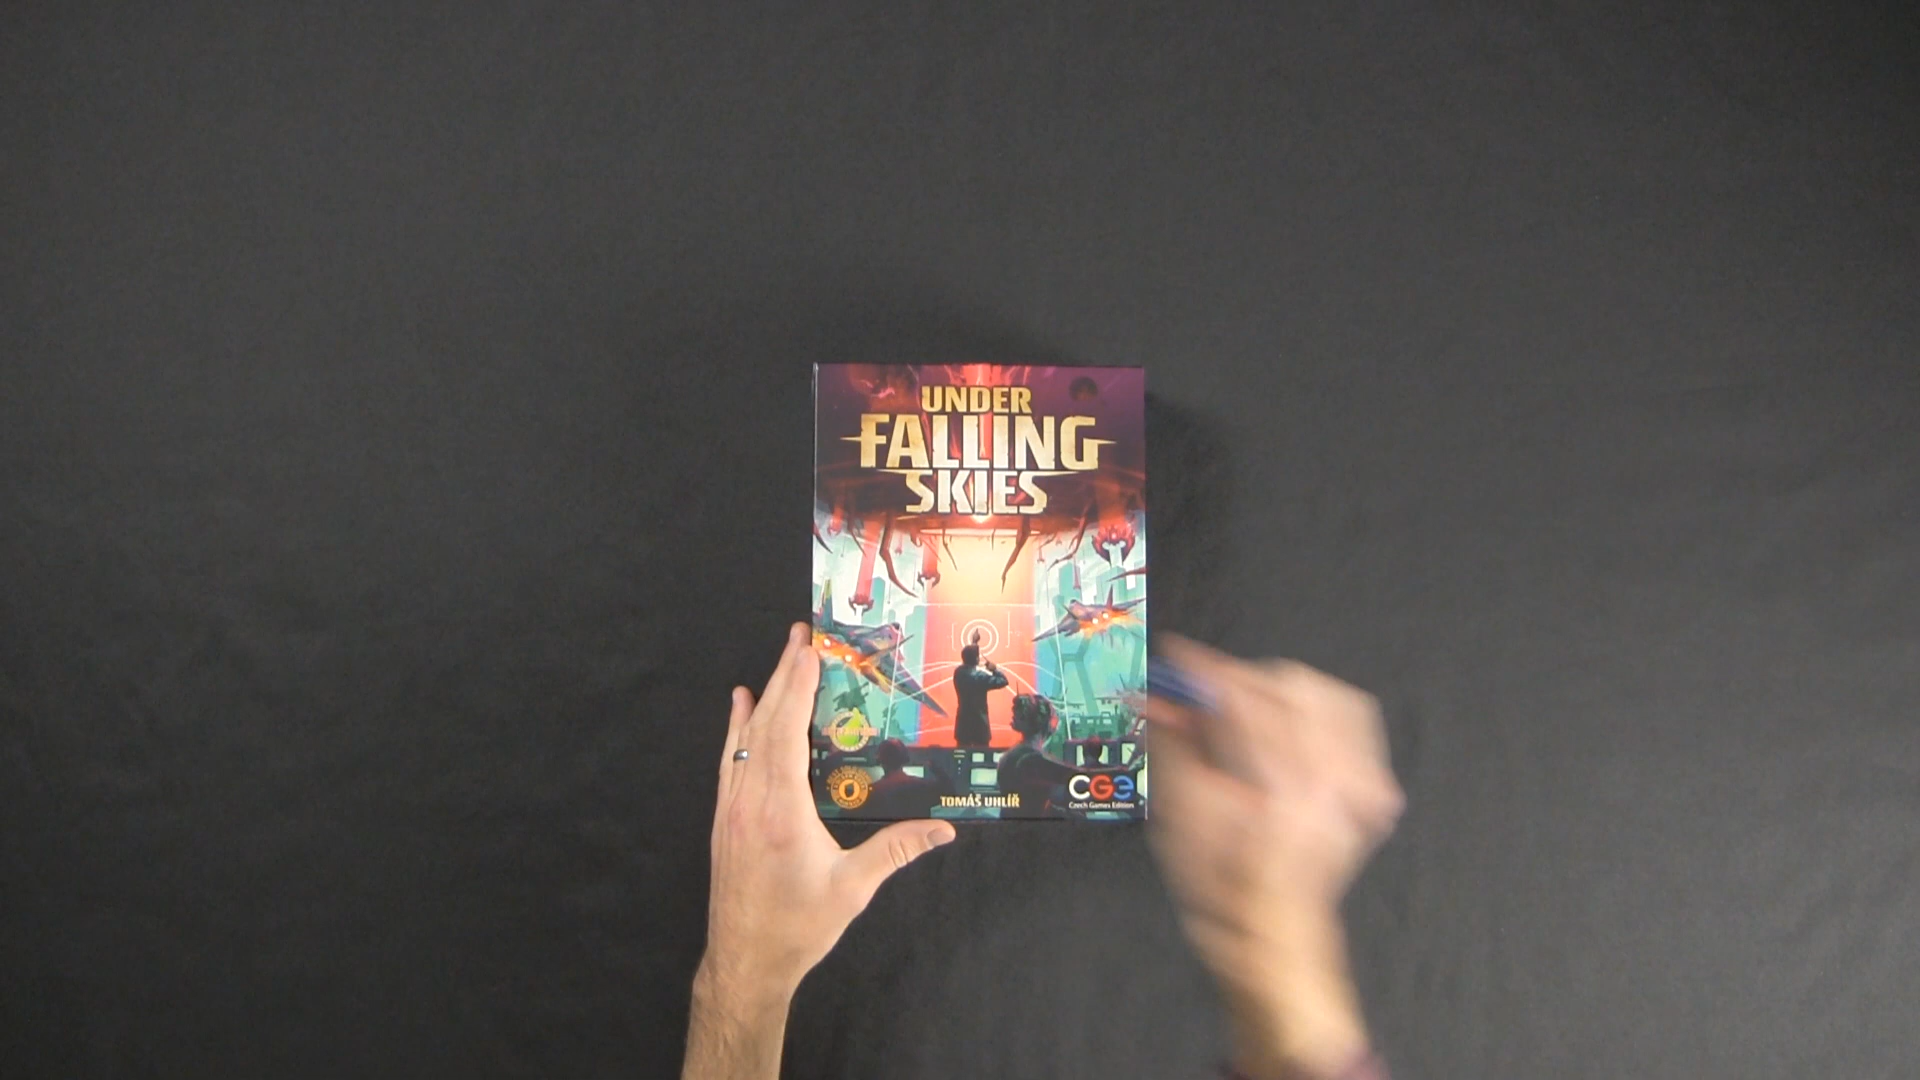 UNDER
FALLING
SKIES
TOMÁŠ UHLÍŘ
CGE
Czech Games Edition